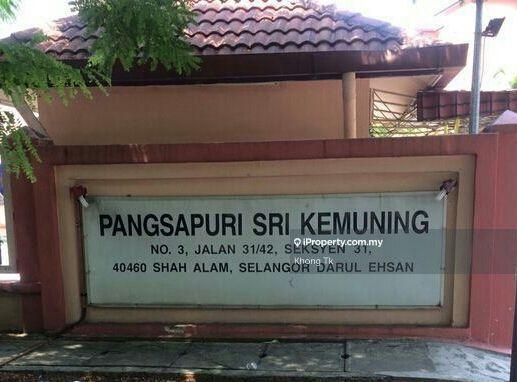 PANGSAPURI SRI KEMUNING
NO. 3, JALAN 31/42, SEKSYEN 31,
40460 SHAH ALAM, SELANGOR DARUL EHSAN
iProperty.com.my
Khong Tk